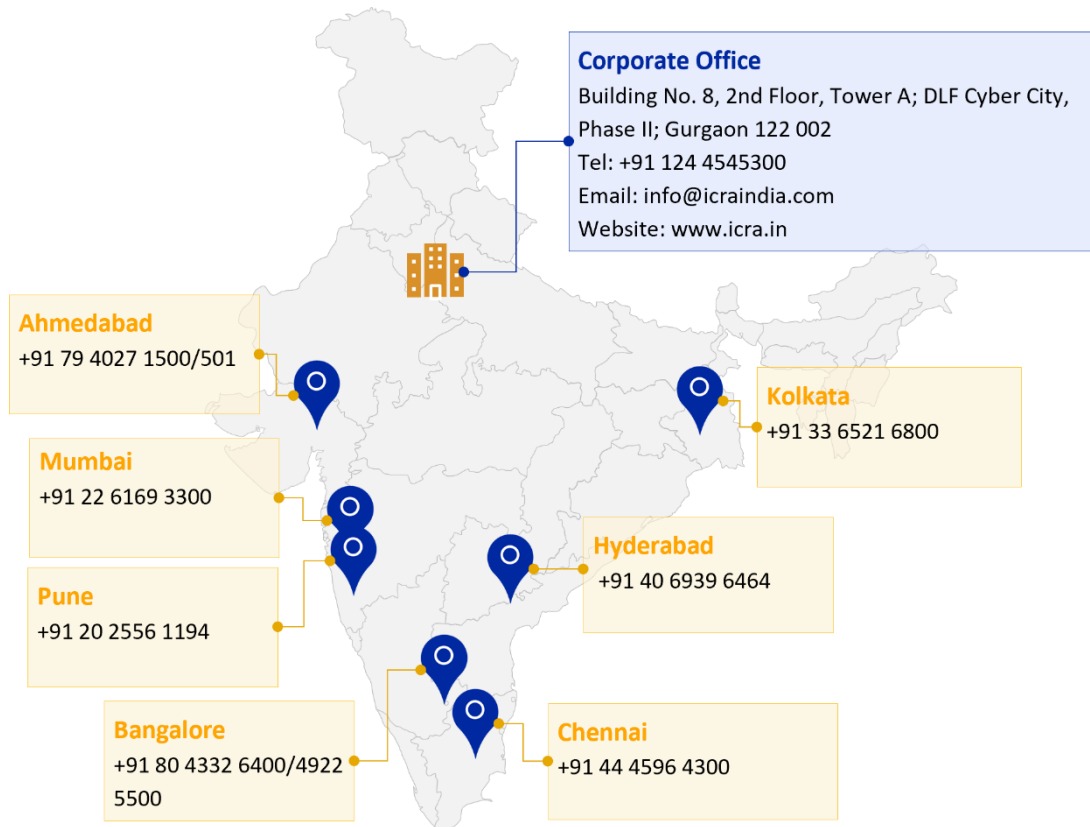 Corporate Office
Building No. 8, 2nd Floor, Tower A; DLF Cyber City,
Phase II; Gurgaon 122 002
Tel: +91 124 4545300
Email: info@icraindia.com
Website: www.icra.in
Ahmedabad
+91 79 4027 1500/501
Kolkata
+91 33 6521 6800
Mumbai
+91 22 6169 3300
Hyderabad
+91 40 6939 6464
Pune
+91 20 2556 1194
Bangalore
+91 80 4332 6400/4922
5500
Chennai
+91 44 4596 4300